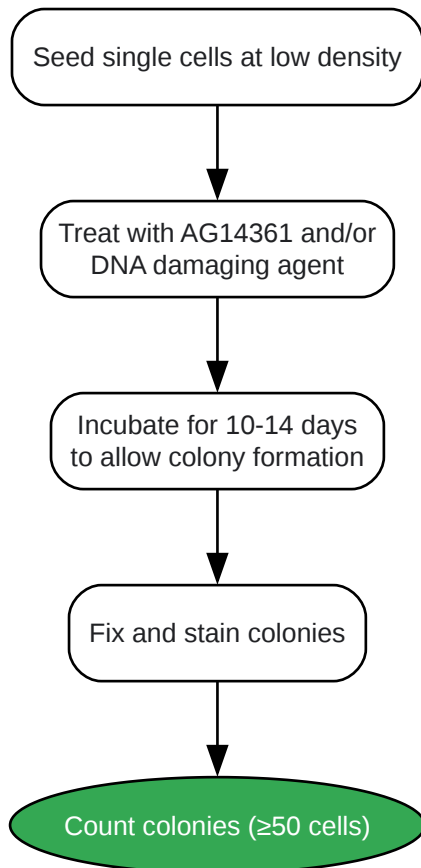 Seed single cells at low density
Treat with AG14361 and/or
DNA damaging agent
Incubate for 10-14 days
to allow colony formation
Fix and stain colonies
Count colonies (≥50 cells)